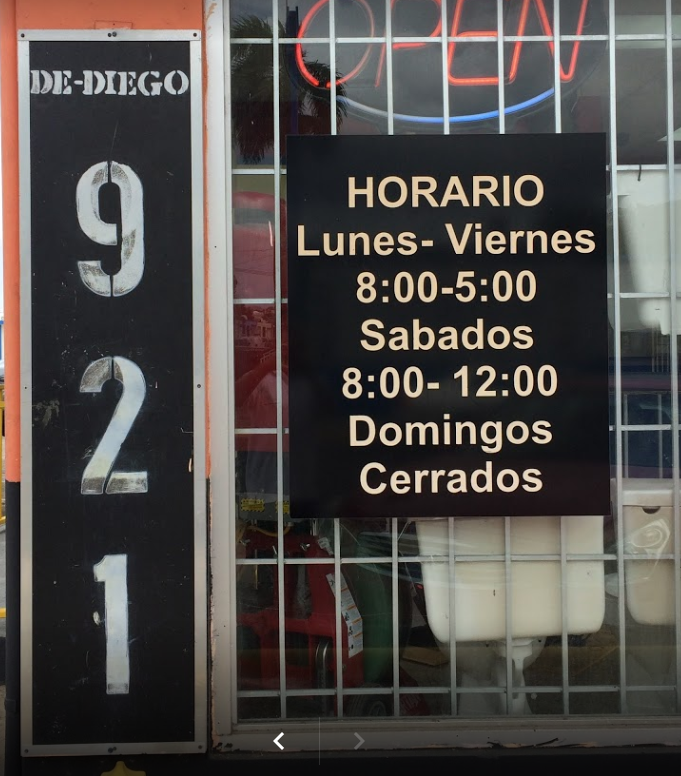 DE-DIEGO
9
2
1
OPEN
HORARIO
Lunes- Viernes
8:00-5:00
Sabados
8:00- 12:00
Domingos
Cerrados